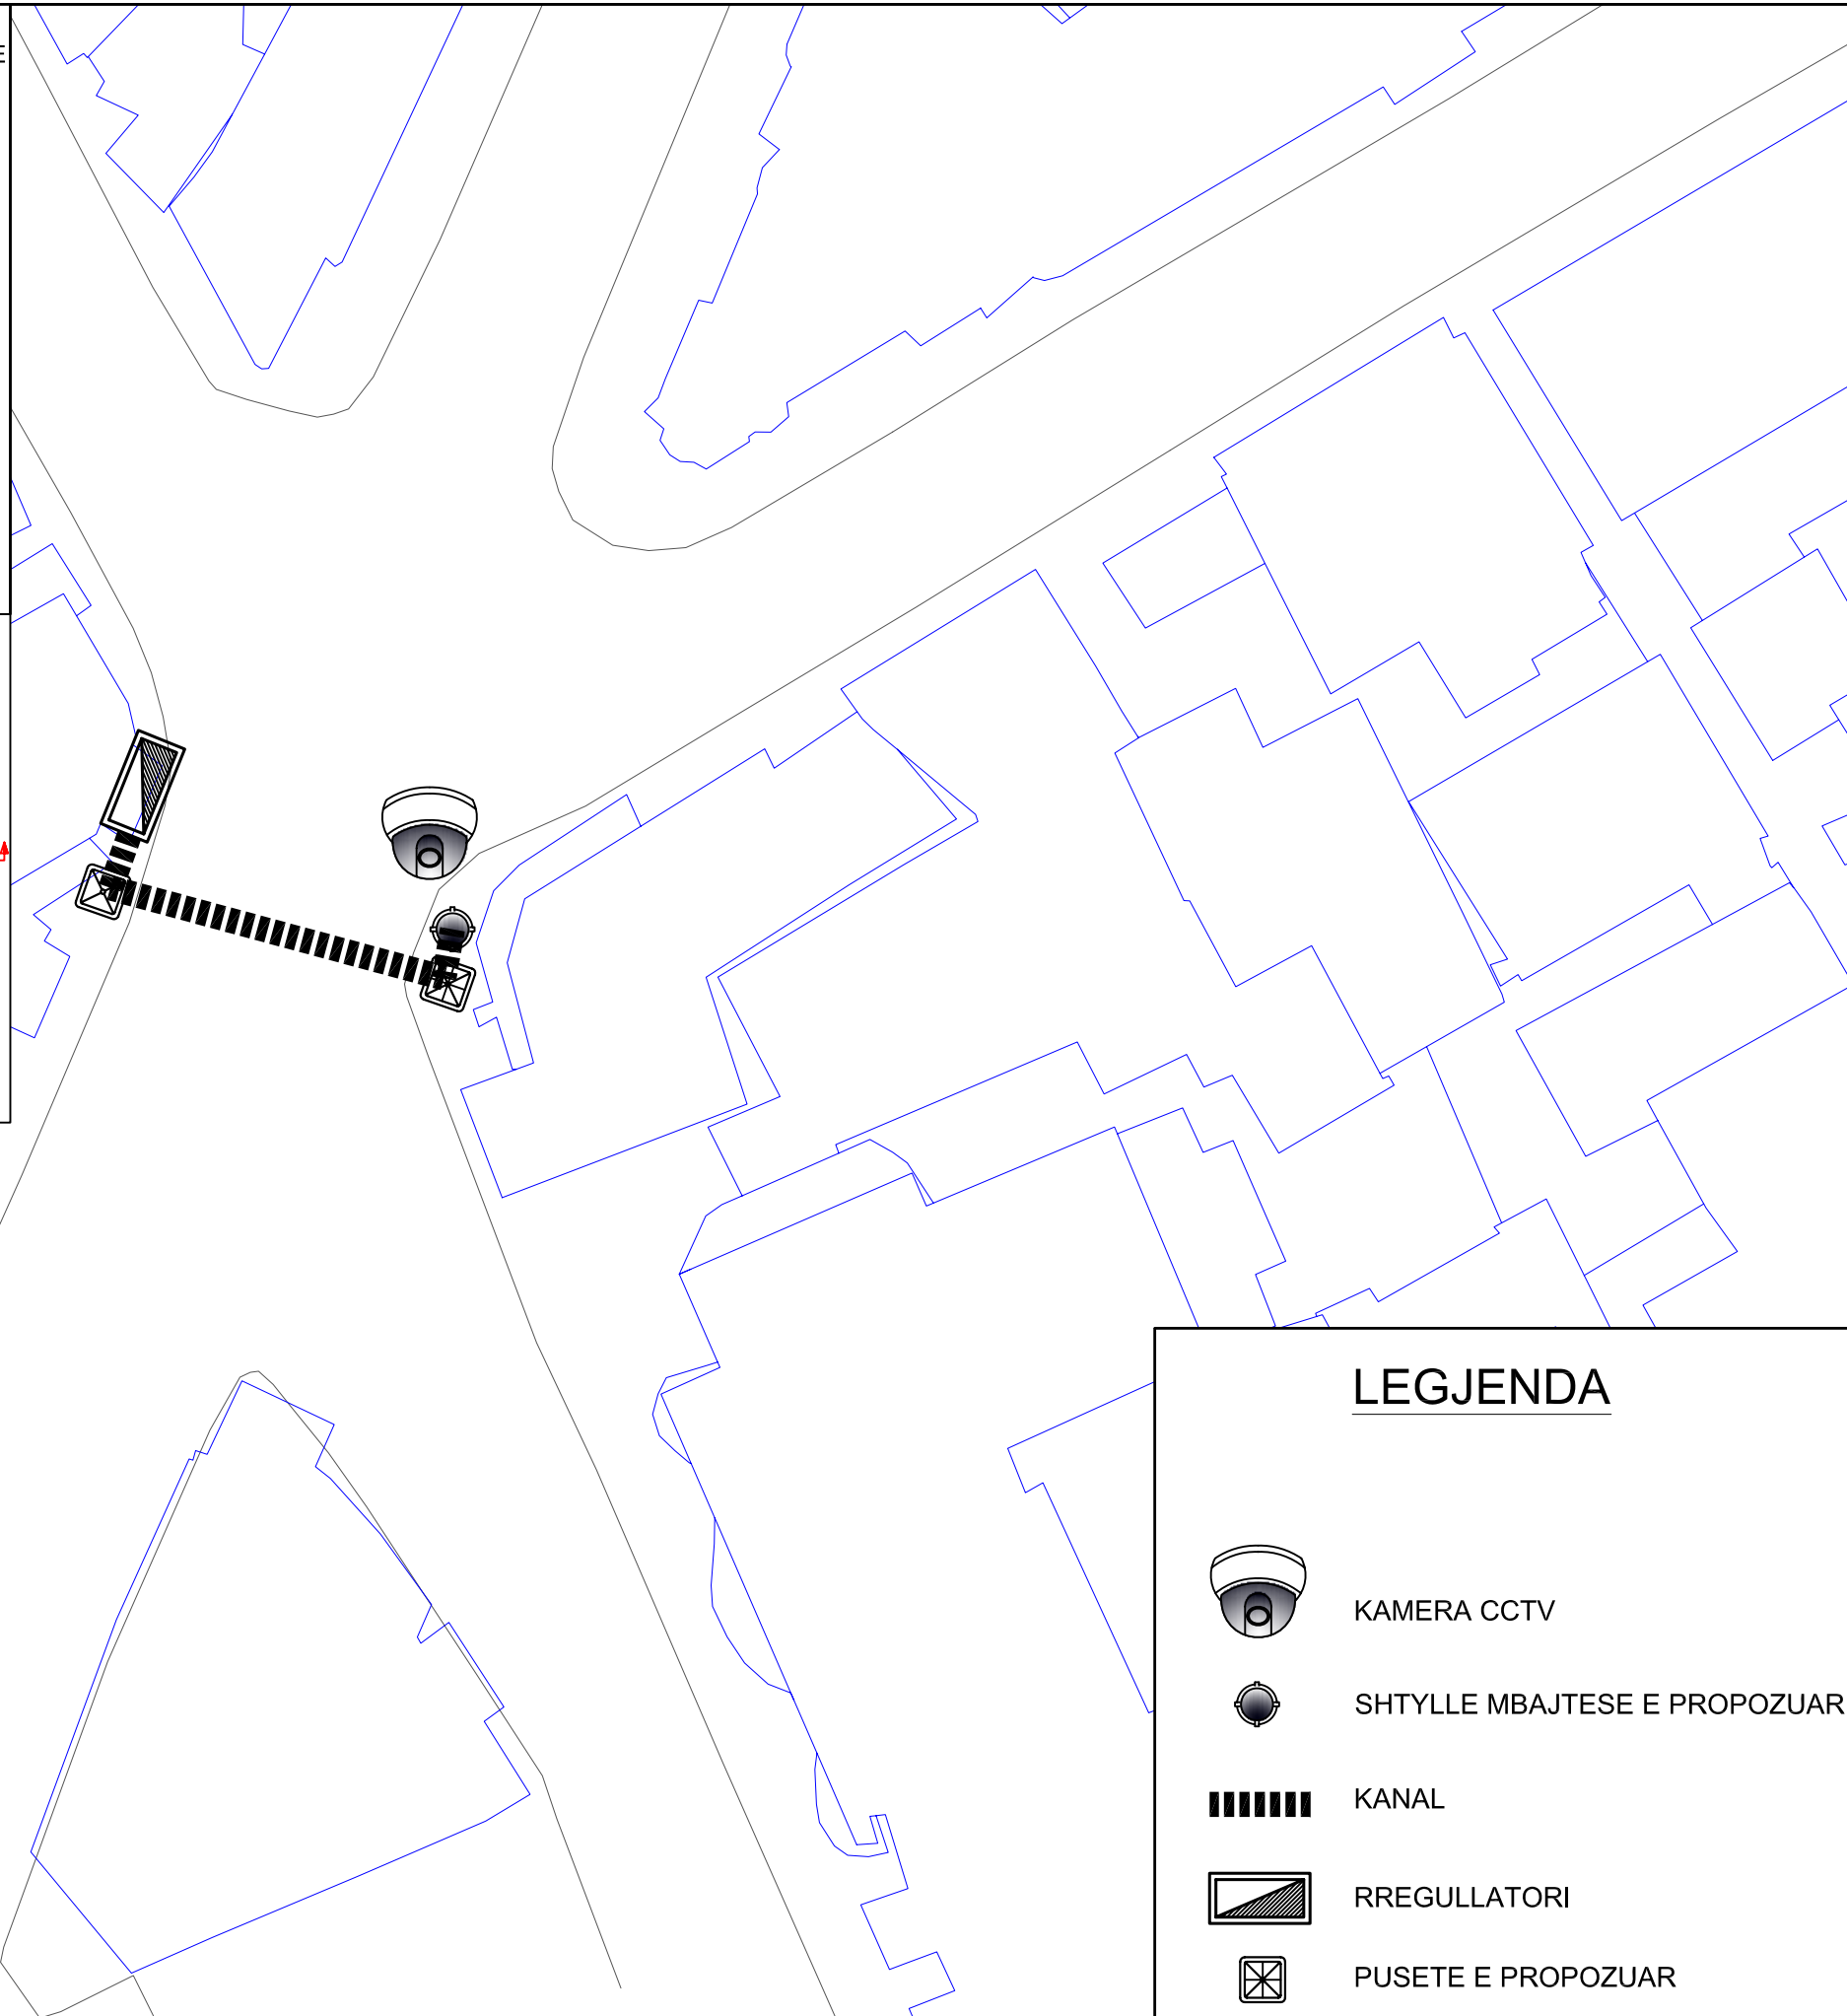 E
LEGJENDA
KAMERA CCTV
SHTYLLE MBAJTESE E PROPOZUAR
KANAL
RREGULLATORI
PUSETE E PROPOZUAR